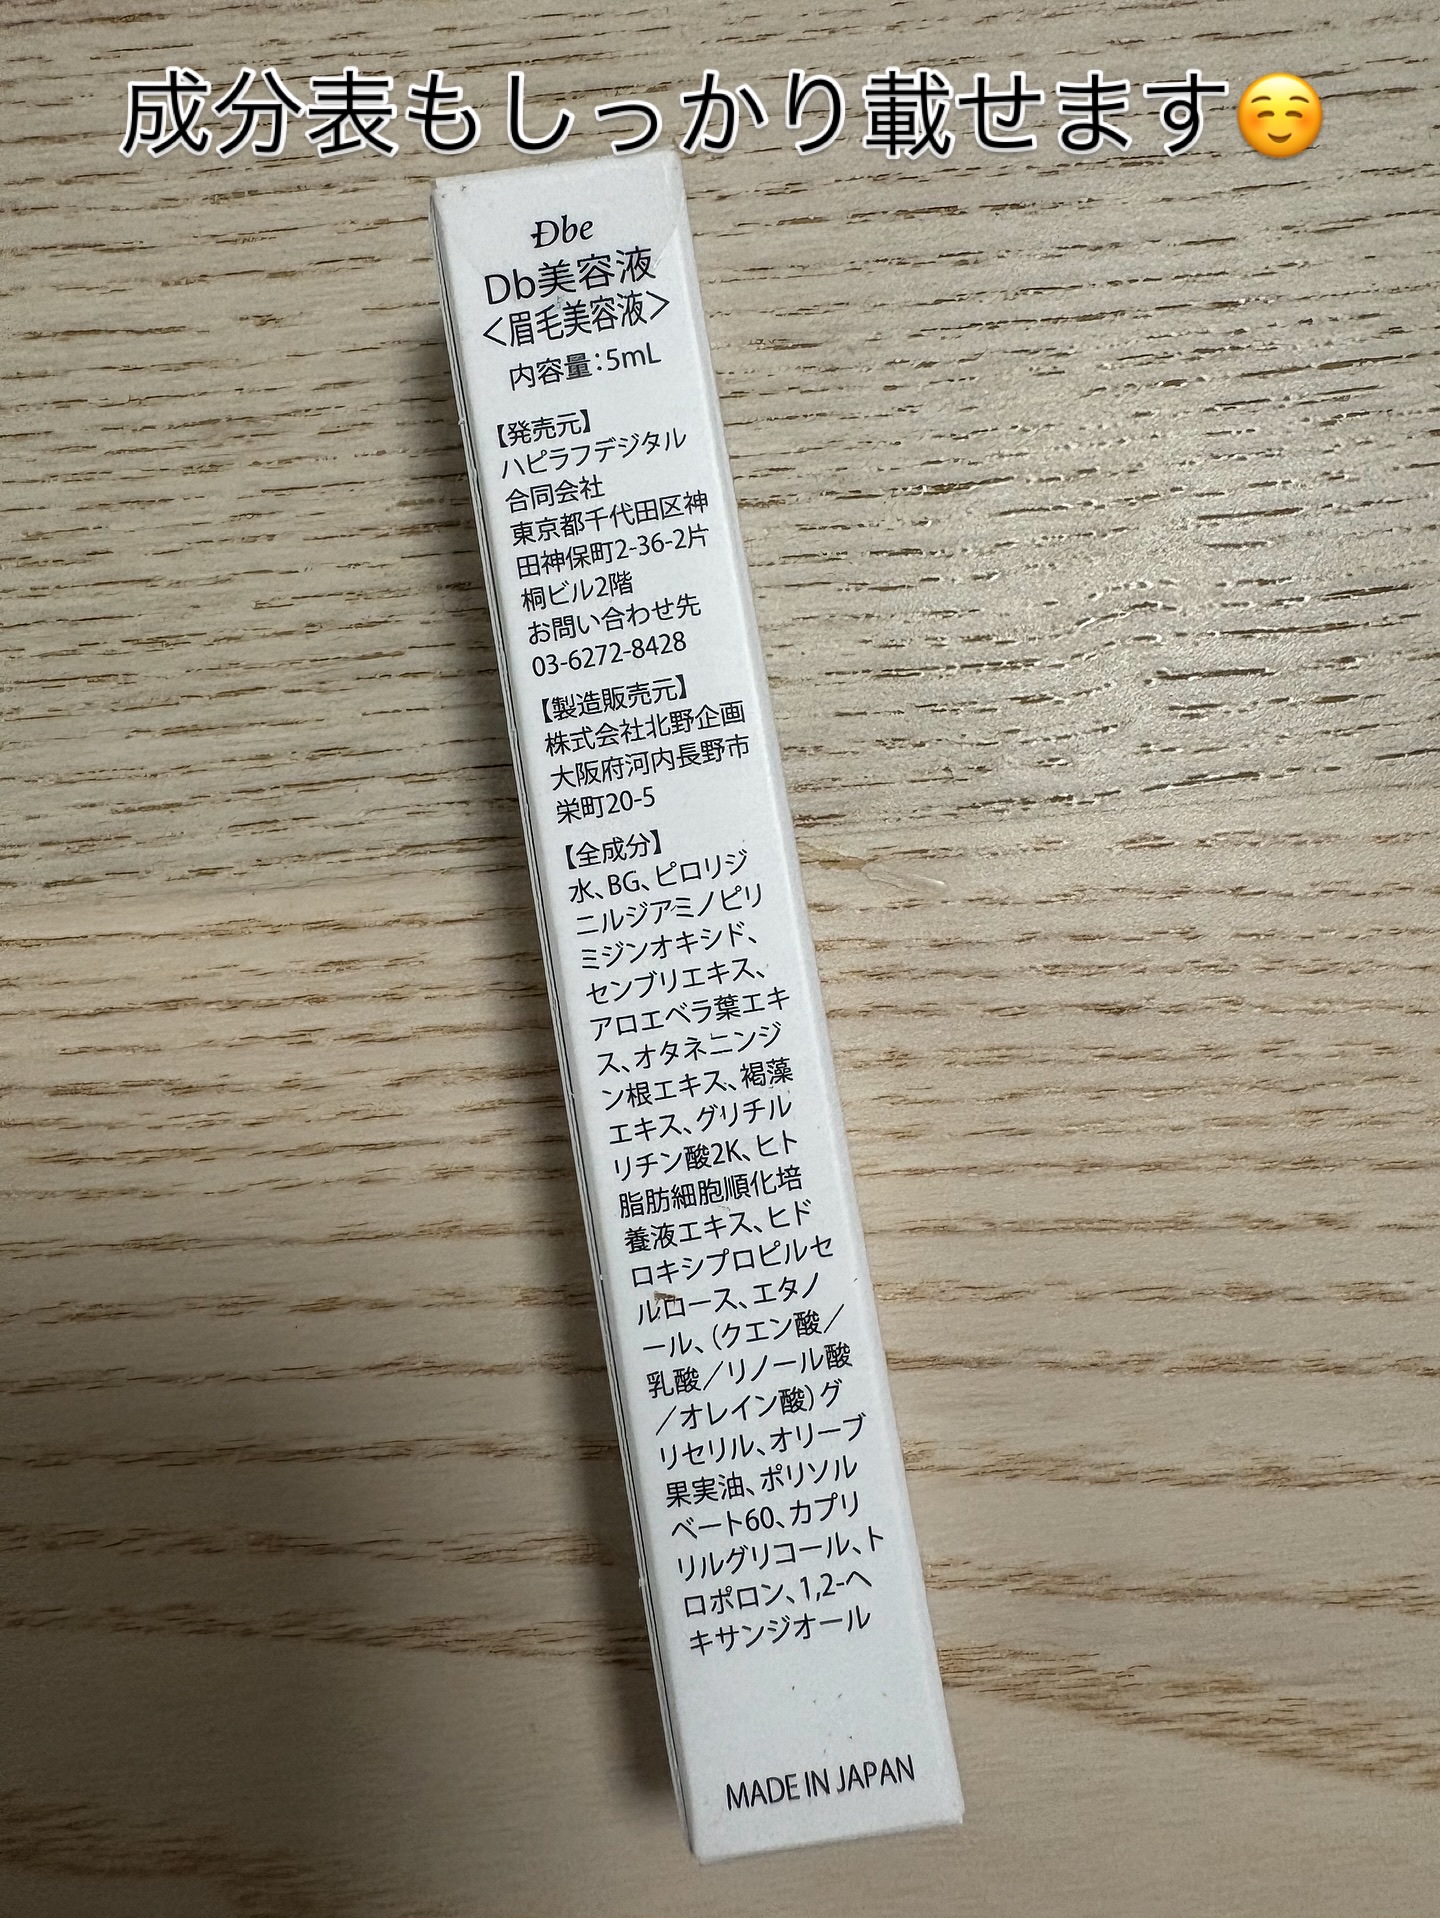 成分表もしっかり載せます☺️
Dbe
Db美容液
<眉毛美容液>
内容量:5mL
【発売元】
ハピラフデジタル
合同会社
東京都千代田区神
田神保町2-36-2片
桐ビル2階
お問い合わせ先
03-6272-8428
【製造販売元】
株式会社北野企画
大阪府河内長野市
栄町20-5
【全成分】
水、BG、ピロリジ
ニルジアミノピリ
ミジンオキシド、
センブリエキス、
アロエベラ葉エキ
ス、オタネニンジ
ン根エキス、褐藻
エキス、グリチル
リチン酸2K、ヒト
脂肪細胞順化培
養液エキス、ヒド
ロキシプロピルセ
ルロース、エタノ
ール、(クエン酸/
乳酸/リノール酸
/オレイン酸)グ
リセリル、オリーブ
果実油、ポリソル
ベート60、カプリ
リルグリコール、ト
ロポロン、1,2-ヘ
キサンジオール
MADE IN JAPAN